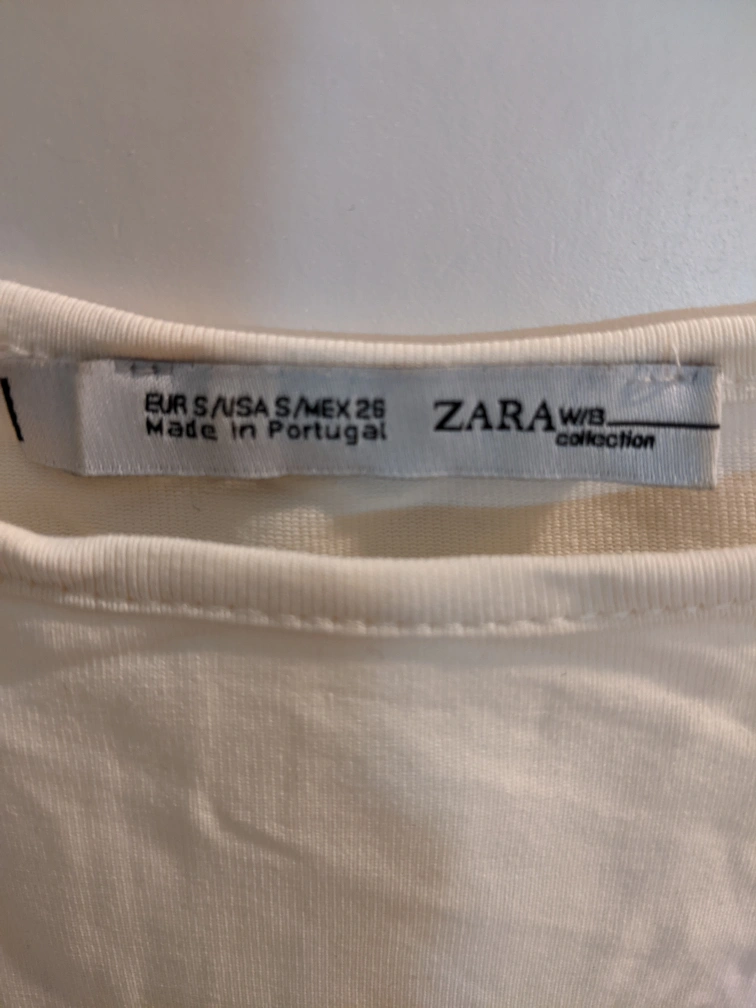 EUR S/USA S/MEX 26
Made in Portugal
ZARA W/B
collection